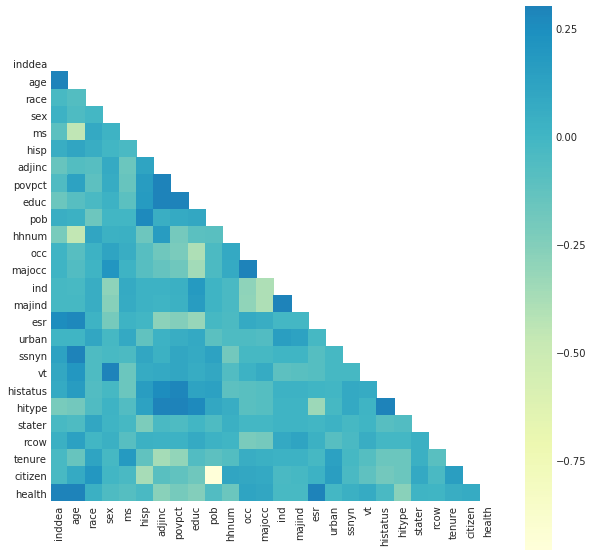 inddea
age
race
sex
ms
hisp
adjinc
povpct
educ
pob
hhnum
occ
majocc
ind
majind
esr
urban
ssnyn
vt
histatus
hitype
stater
rcow
tenure
citizen
health
inddea age race sex ms hisp adjinc povpct educ pob hhnum occ majocc ind majind esr urban ssnyn vt histatus hitype stater rcow tenure citizen health
0.25
0.00
−0.25
−0.50
−0.75